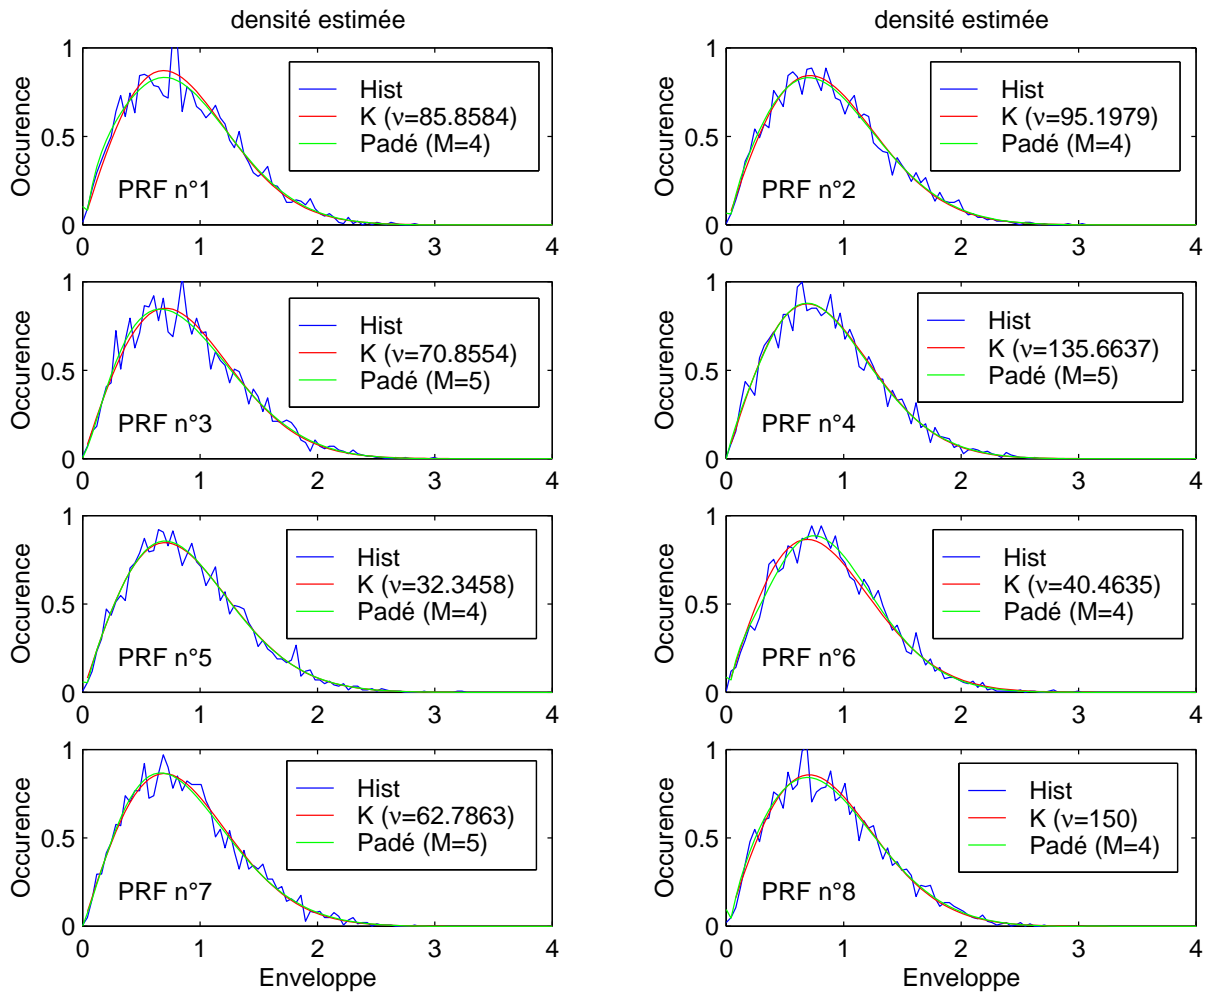 densité estimée
densité estimée
1
0.5
0
Occurence
Hist
K (ν=85.8584)
Padé (M=4)
PRF n°1
0 1 2 3 4
1
0.5
0
Occurence
Hist
K (ν=95.1979)
Padé (M=4)
PRF n°2
0 1 2 3 4
1
0.5
0
Occurence
Hist
K (ν=70.8554)
Padé (M=5)
PRF n°3
0 1 2 3 4
1
0.5
0
Occurence
Hist
K (ν=135.6637)
Padé (M=5)
PRF n°4
0 1 2 3 4
1
0.5
0
Occurence
Hist
K (ν=32.3458)
Padé (M=4)
PRF n°5
0 1 2 3 4
1
0.5
0
Occurence
Hist
K (ν=40.4635)
Padé (M=4)
PRF n°6
0 1 2 3 4
1
0.5
0
Occurence
Hist
K (ν=62.7863)
Padé (M=5)
PRF n°7
0 1 2 3 4
Enveloppe
1
0.5
0
Occurence
Hist
K (ν=150)
Padé (M=4)
PRF n°8
0 1 2 3 4
Enveloppe